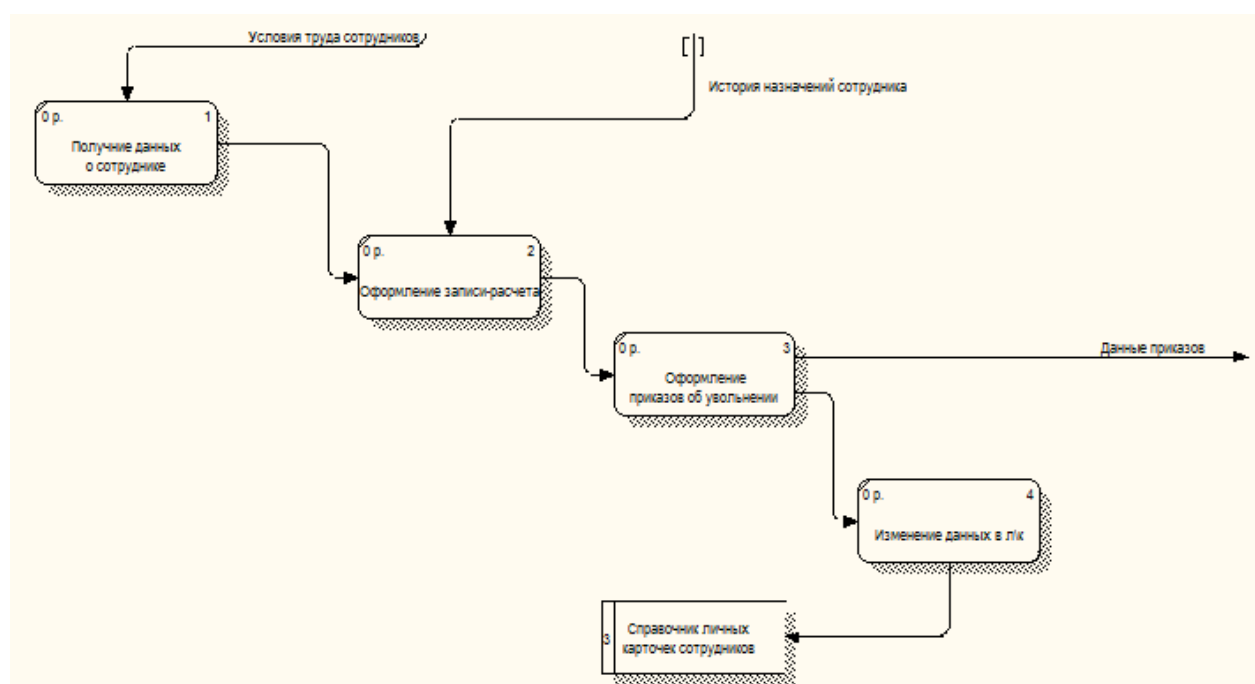 Условия труда сотрудников
[ ]
История назначений сотрудника
0 р. 1
Получние данных
о сотруднике
0 р. 2
Оформление записи-расчета
0 р. 3
Оформление
приказов об увольнении
Данные приказов
0 р. 4
Изменение данных в л\к
3
Справочник личных
карточек сотрудников